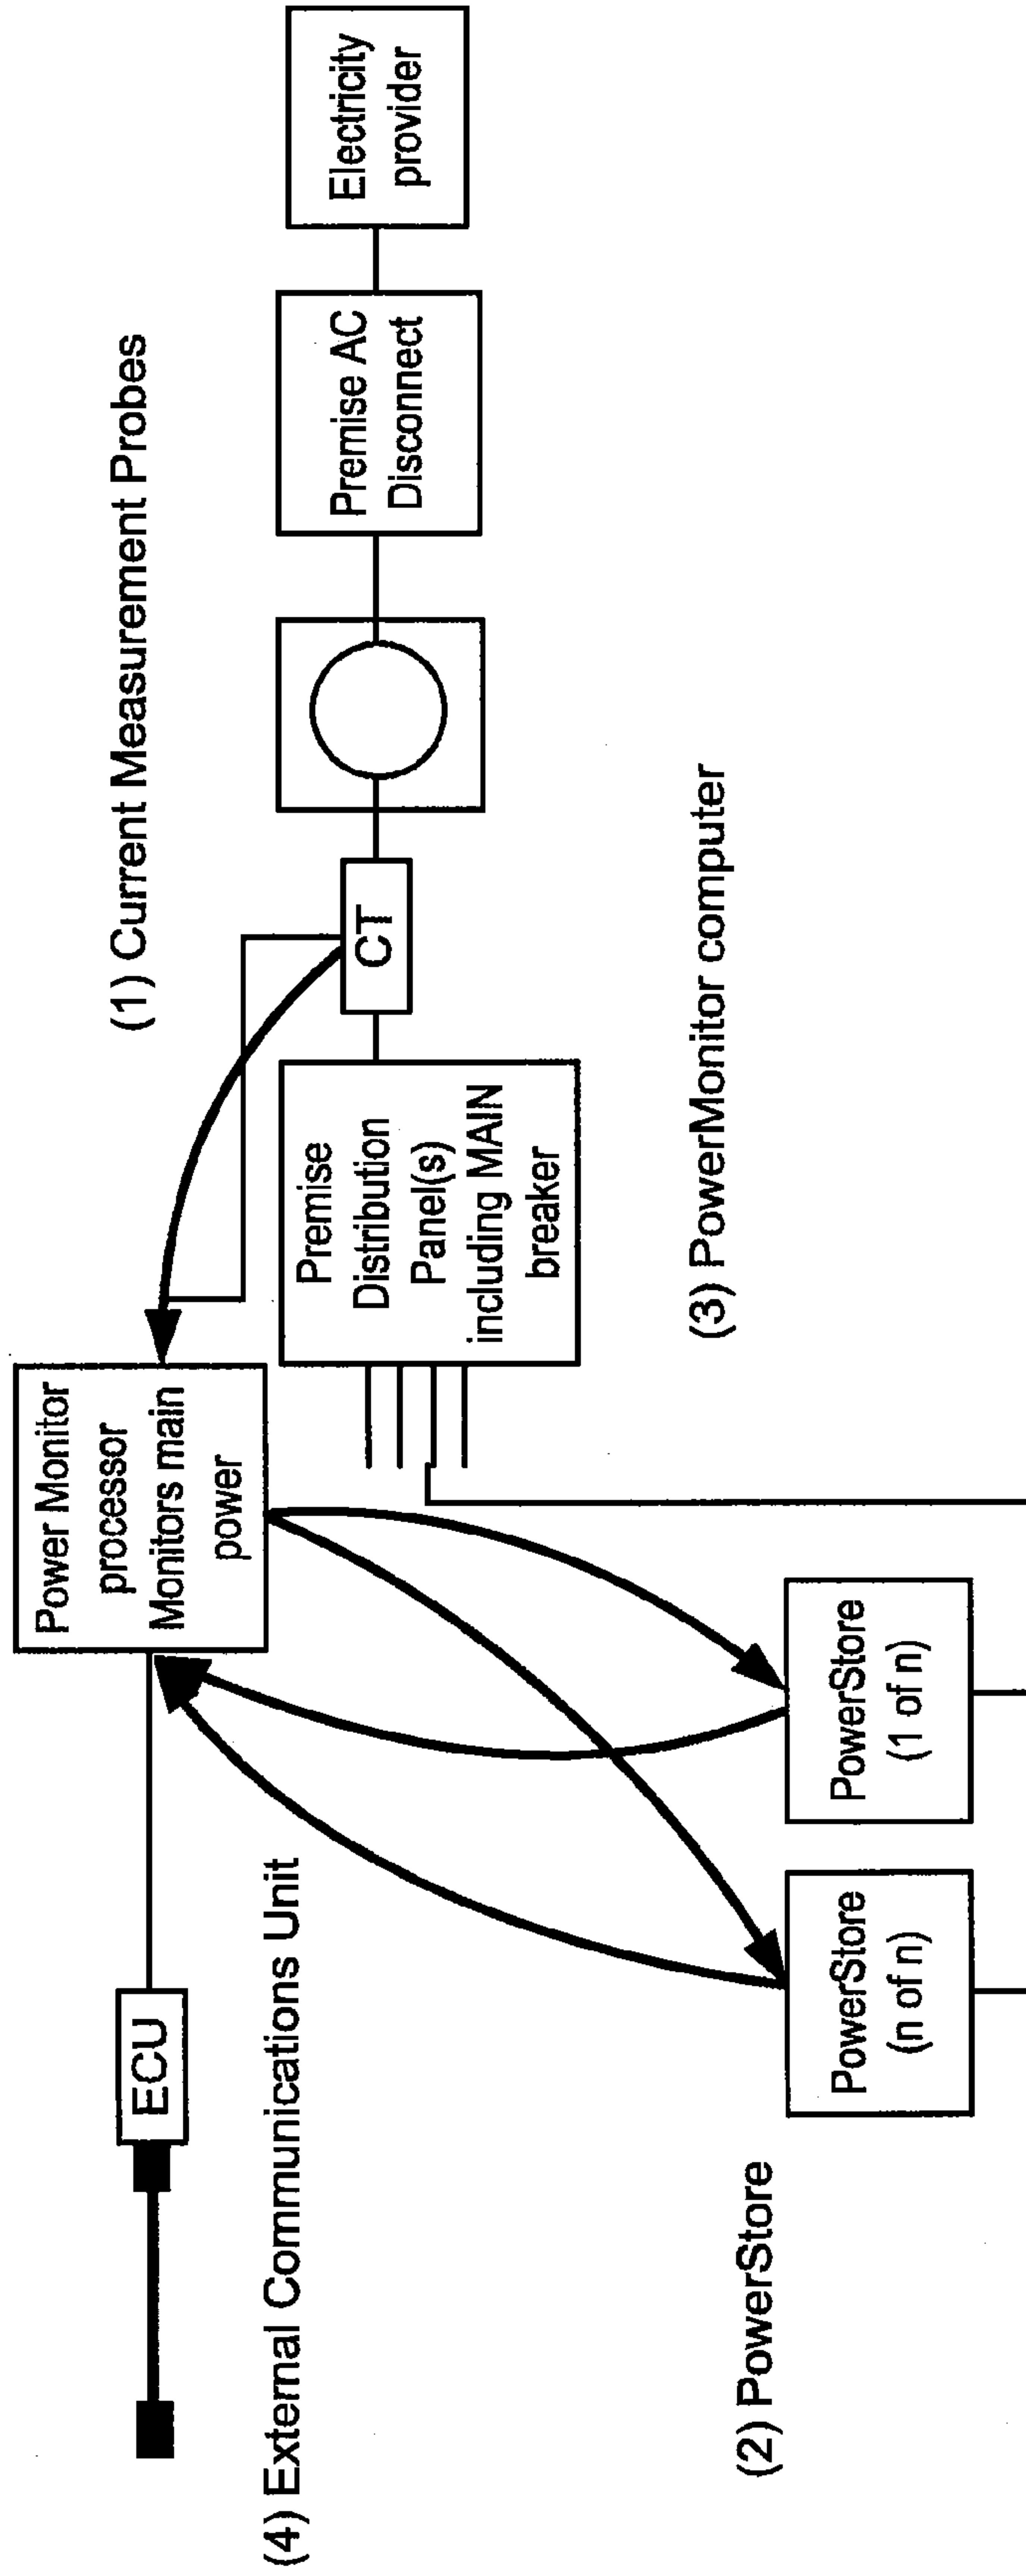 (1) Current Measurement Probes
Electricity
provider
Premise AC
Disconnect
CT
Premise
Distribution
Panel(s)
including MAIN
breaker
Power Monitor
processor
Monitors main
power
(3) PowerMonitor computer
ECU
(4) External Communications Unit
PowerStore
(1 of n)
PowerStore
(n of n)
(2) PowerStore